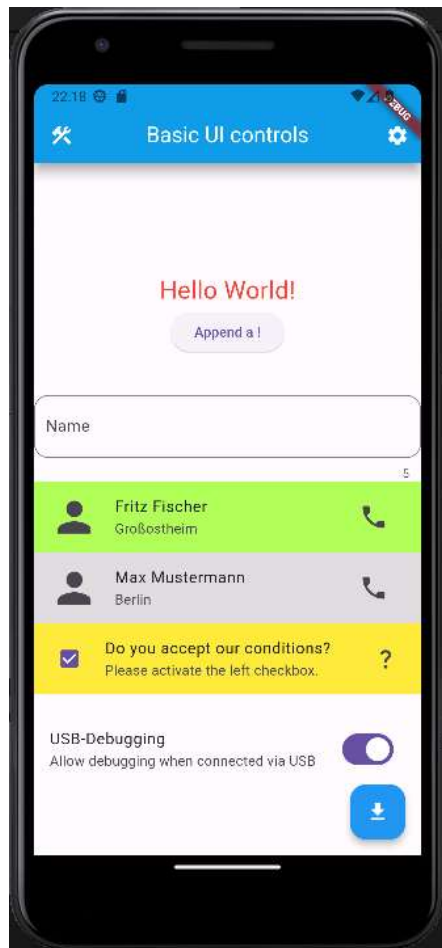 22:18
DEBUG
Basic UI controls
Hello World!
Append a !
Name
5
Fritz Fischer
Großostheim
Max Mustermann
Berlin
Do you accept our conditions?
Please activate the left checkbox.
?
USB-Debugging
Allow debugging when connected via USB